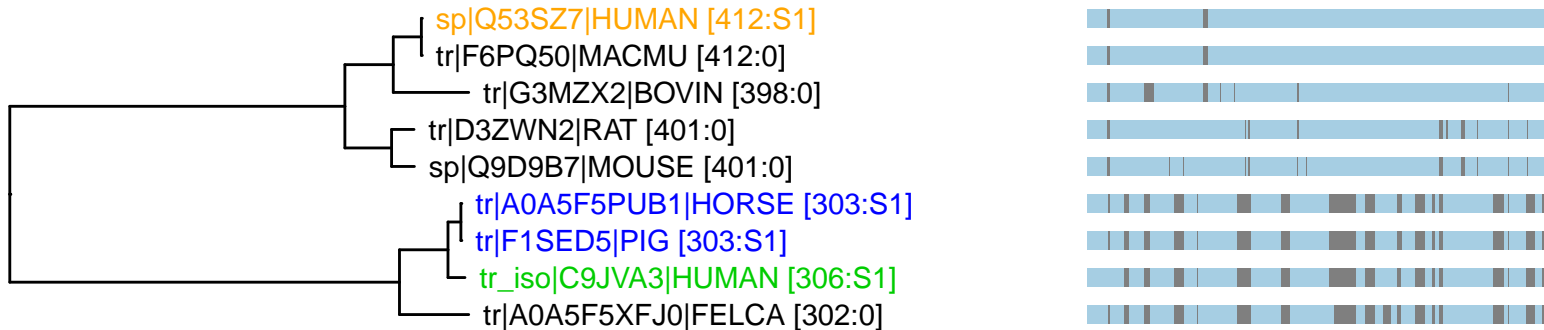 sp|Q53SZ7|HUMAN [412:S1]
tr|F6PQ50|MACMU [412:0]
tr|G3MZX2|BOVIN [398:0]
tr|D3ZWN2|RAT [401:0]
sp|Q9D9B7|MOUSE [401:0]
tr|A0A5F5PUB1|HORSE [303:S1]
tr|F1SED5|PIG [303:S1]
tr_iso|C9JVA3|HUMAN [306:S1]
tr|A0A5F5XFJ0|FELCA [302:0]